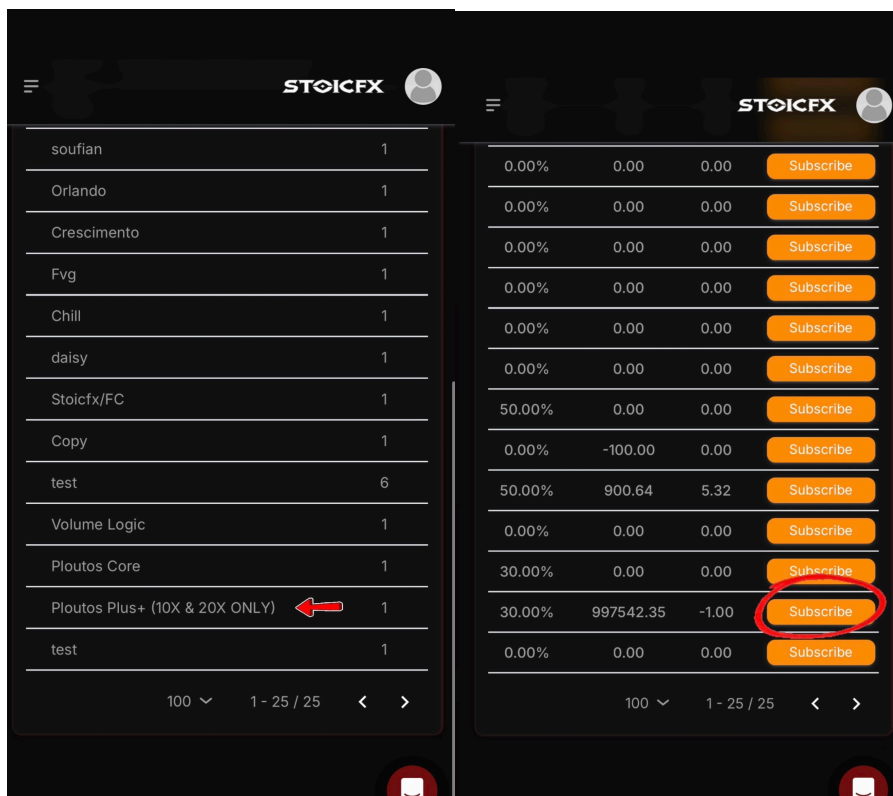 STOICFX
soufian 1
Orlando 1
Crescimento 1
Fvg 1
Chill 1
daisy 1
Stoicfx/FC 1
Copy 1
test 6
Volume Logic 1
Ploutos Core 1
Ploutos Plus+ (10X & 20X ONLY) 1
test 1
100 1 - 25 / 25
STOICFX
0.00% 0.00 0.00 Subscribe
0.00% 0.00 0.00 Subscribe
0.00% 0.00 0.00 Subscribe
0.00% 0.00 0.00 Subscribe
0.00% 0.00 0.00 Subscribe
0.00% 0.00 0.00 Subscribe
50.00% 0.00 0.00 Subscribe
0.00% -100.00 0.00 Subscribe
50.00% 900.64 5.32 Subscribe
0.00% 0.00 0.00 Subscribe
30.00% 0.00 0.00 Subscribe
30.00% 997542.35 -1.00 Subscribe
0.00% 0.00 0.00 Subscribe
100 1 - 25 / 25